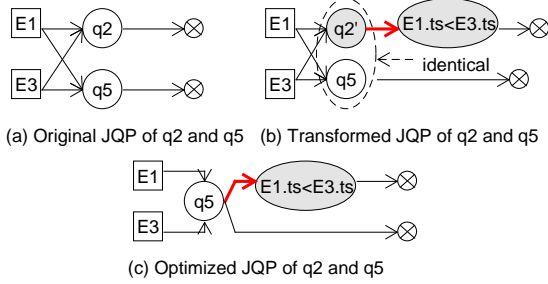 E1
q2
E3
q5
(a) Original JQP of q2 and q5
E1
q2'
E1.ts<E3.ts
identical
E3
q5
(b) Transformed JQP of q2 and q5
E1
q5
E1.ts<E3.ts
E3
(c) Optimized JQP of q2 and q5